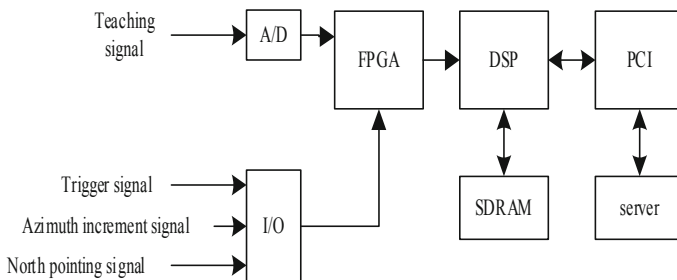 Teaching
signal
A/D
FPGA
DSP
PCI
Trigger signal
Azimuth increment signal
North pointing signal
I/O
SDRAM
server